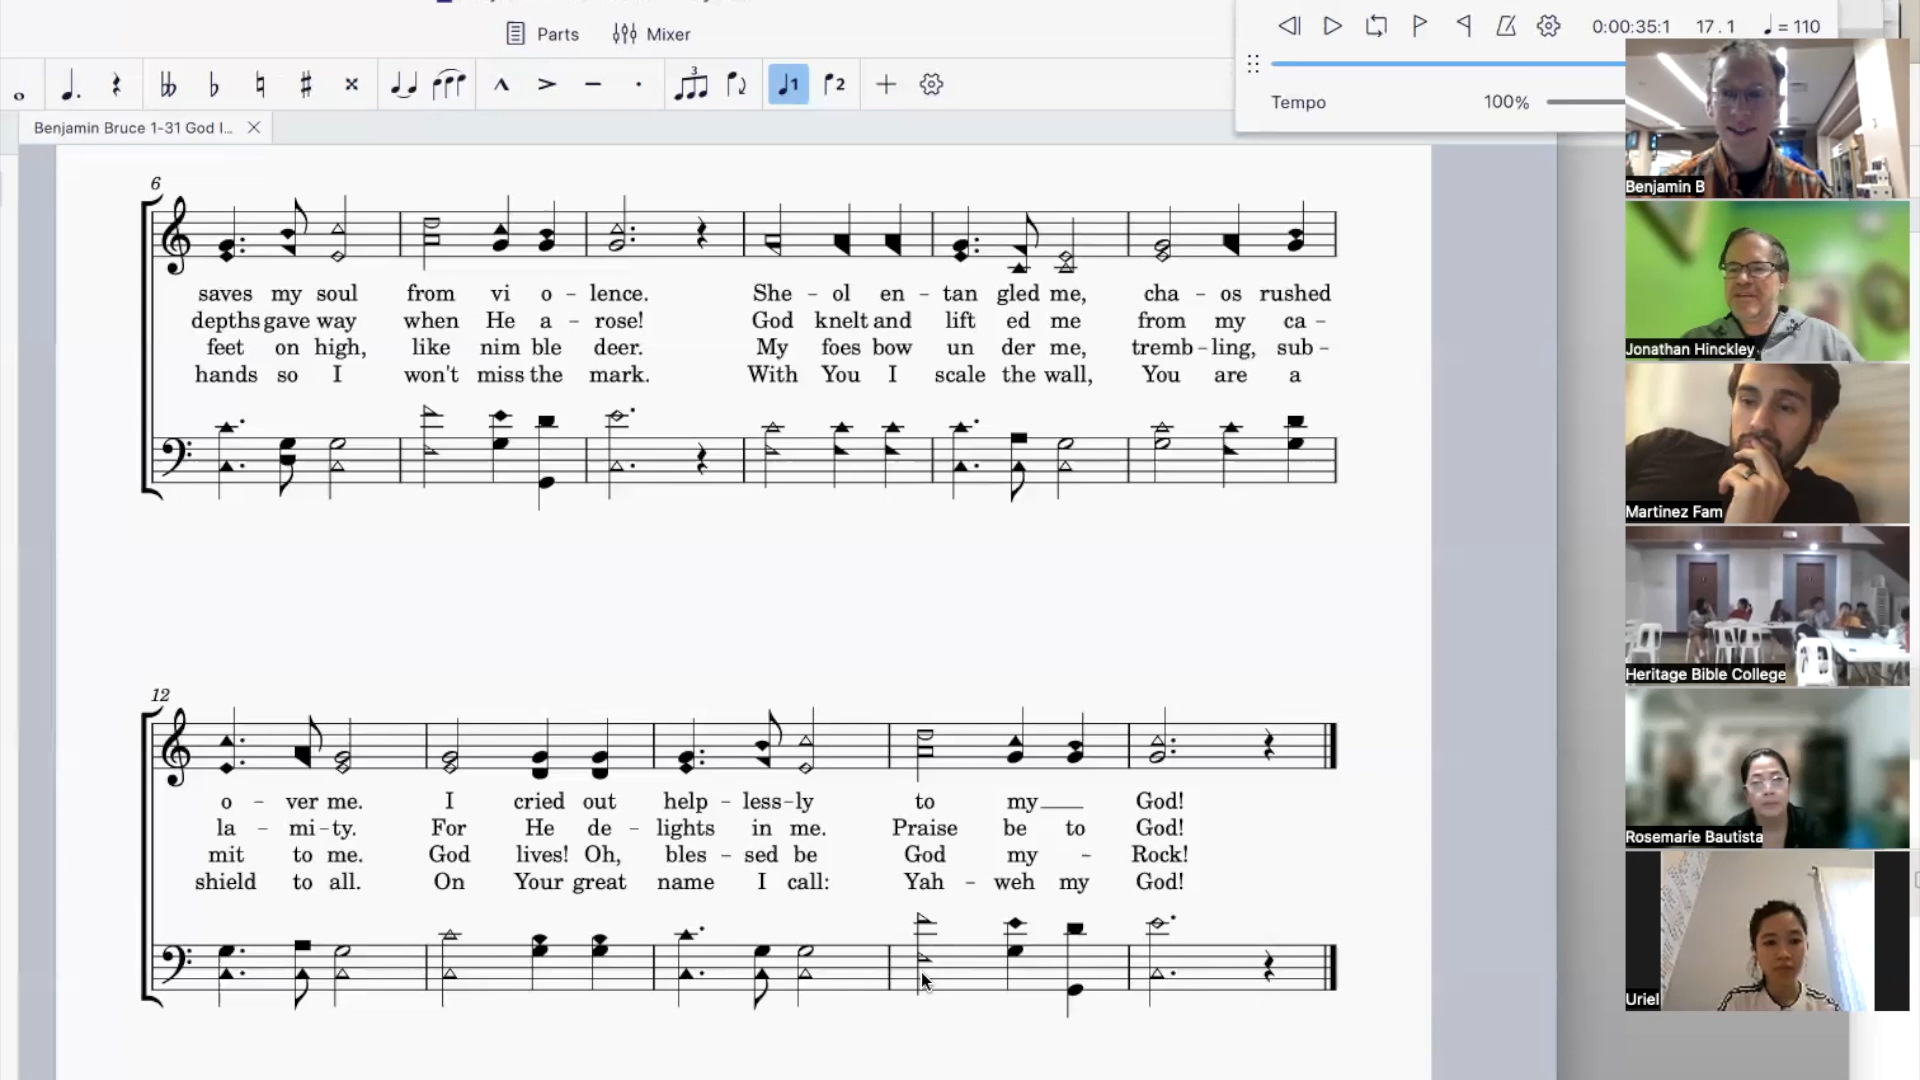 Parts Mixer
0:00:35:1 17.1 = 110
3
1 2
Tempo 100%
Benjamin Bruce 1-31 God I...
6
saves my soul from vi o – lence. She – ol en – tan gled me, cha – os rushed
depths gave way when He a – rose! God knelt and lift ed me from my ca –
feet on high, like nim ble deer. My foes bow un der me, tremb – ling, sub –
hands so I won't miss the mark. With You I scale the wall, You are a
12
o – ver me. I cried out help – less – ly to my God!
la – mi – ty. For He de – lights in me. Praise be to God!
mit to me. God lives! Oh, bles – sed be God my – Rock!
shield to all. On Your great name I call: Yah – weh my God!
Benjamin B
Jonathan Hinckley
Martinez Fam
Heritage Bible College
Rosemarie Bautista
Uriel